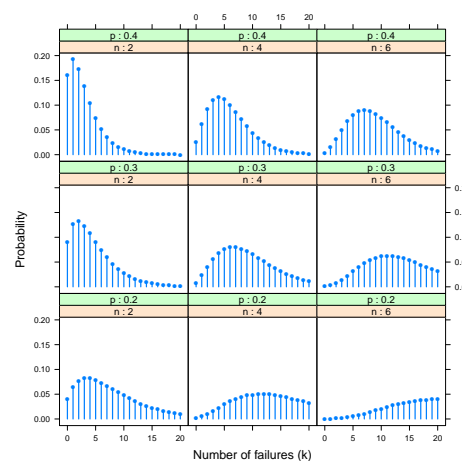 0 5 10 15 20
p : 0.4 p : 0.4 p : 0.4
n : 2 n : 4 n : 6
0.20
0.15
0.10
0.05
0.00
p : 0.3 p : 0.3 p : 0.3
n : 2 n : 4 n : 6
p : 0.2 p : 0.2 p : 0.2
n : 2 n : 4 n : 6
0.20
0.15
0.10
0.05
0.00
0 5 10 15 20 0 5 10 15 20
Probability
Number of failures (k)